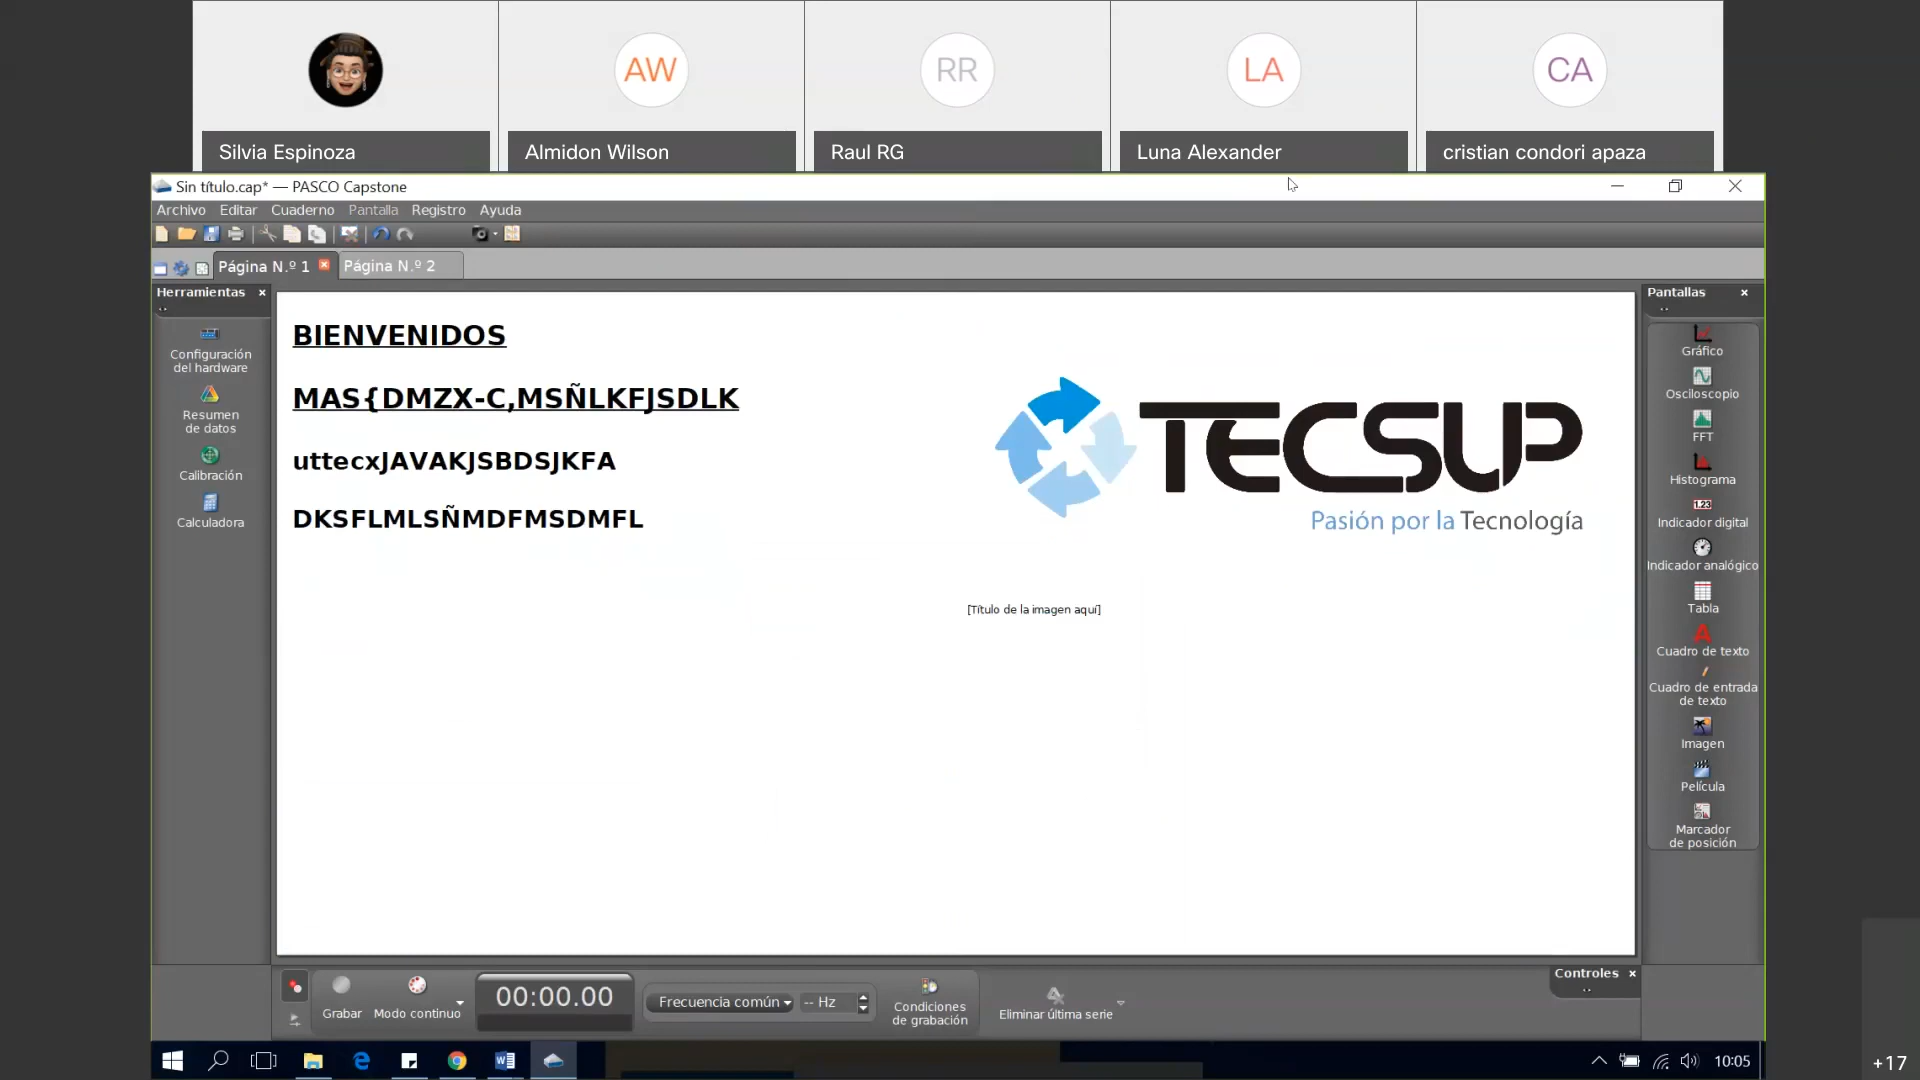 AW
RR
LA
CA
Silvia Espinoza
Almidon Wilson
Raul RG
Luna Alexander
cristian condori apaza
Sin título.cap* — PASCO Capstone
Archivo Editar Cuaderno Pantalla Registro Ayuda
Página N.º 1
Página N.º 2
Herramientas
Configuración
del hardware
Resumen
de datos
Calibración
Calculadora
BIENVENIDOS
MAS{DMZX-C,MSÑLKFJSDLK
uttecxJAVAKJSBDSJKFA
DKSFLMLSÑMDFMSDMFL
TECSUP
Pasión por la Tecnología
[Título de la imagen aquí]
Pantallas
Gráfico
Osciloscopio
FFT
Histograma
1.23
Indicador digital
Indicador analógico
Tabla
A
Cuadro de texto
Cuadro de entrada
de texto
Imagen
Película
Marcador
de posición
Grabar
Modo continuo
00:00.00
Frecuencia común
-- Hz
Condiciones
de grabación
Eliminar última serie
Controles
10:05
+17